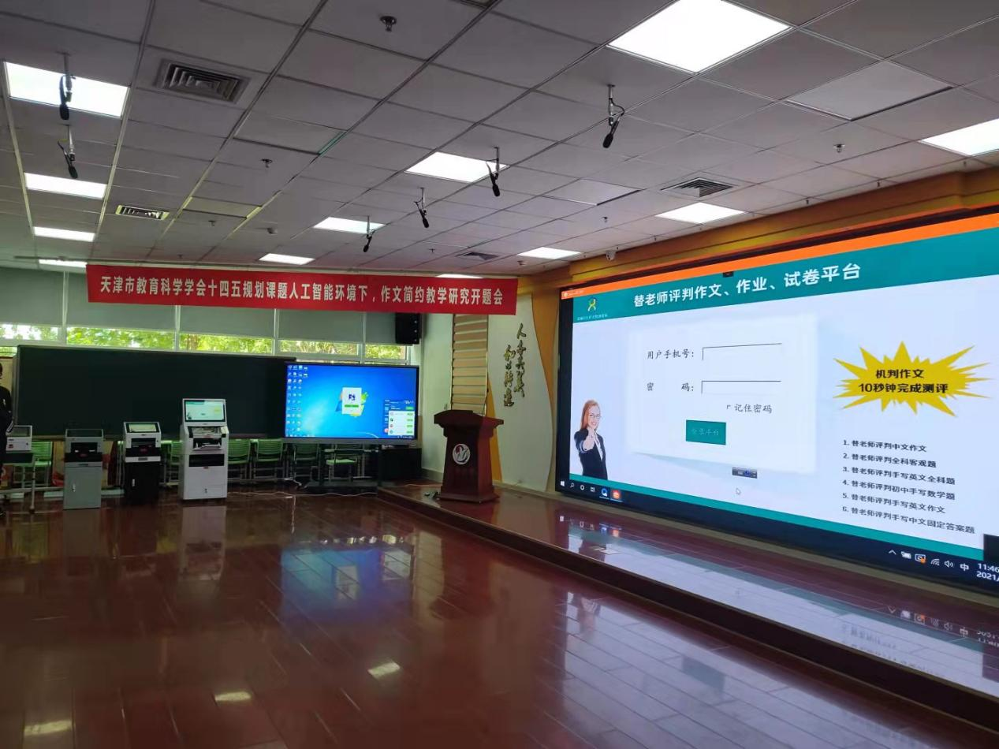 天津市教育科学学会十四五规划课题人工智能环境下，作文简约教学研究开题会
替老师评判作文、作业、试卷平台
用户手机号：
密 码：
记住密码
登录平台
机判作文
10秒钟完成测评
1. 替老师评判中文作文
2. 替老师评判全科客观题
3. 替老师评判手写英文全科题
4. 替老师评判初中手写数学题
5. 替老师评判手写英文作文
6. 替老师评判手写中文固定答案题
中
11:46
2021/